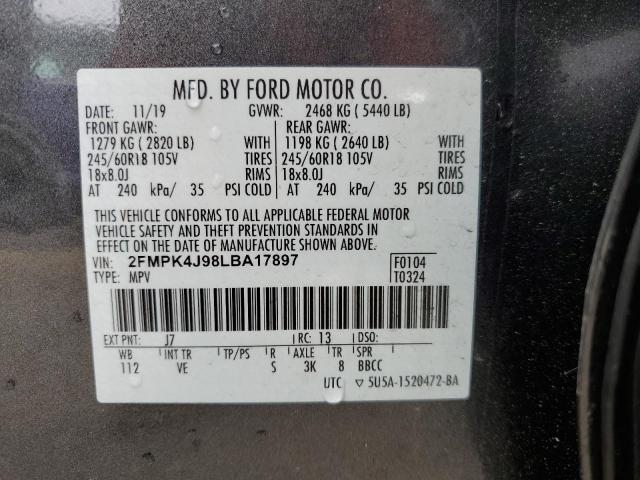 MFD. BY FORD MOTOR CO.
DATE: 11/19 GVWR: 2468 KG ( 5440 LB)
FRONT GAWR: REAR GAWR:
1279 KG ( 2820 LB) WITH 1198 KG ( 2640 LB) WITH
245/60R18 105V TIRES 245/60R18 105V TIRES
18x8.0J RIMS 18x8.0J RIMS
AT 240 kPa/ 35 PSI COLD AT 240 kPa/ 35 PSI COLD
THIS VEHICLE CONFORMS TO ALL APPLICABLE FEDERAL MOTOR
VEHICLE SAFETY AND THEFT PREVENTION STANDARDS IN
EFFECT ON THE DATE OF MANUFACTURE SHOWN ABOVE.
VIN: 2FMPK4J98LBA17897 F0104
TYPE: MPV T0324
EXT PNT: J7 RC: 13 DSO:
WB INT TR TP/PS R AXLE TR SPR
112 VE S 3K 8 BBCC
UTC ▽ 5U5A-1520472-BA